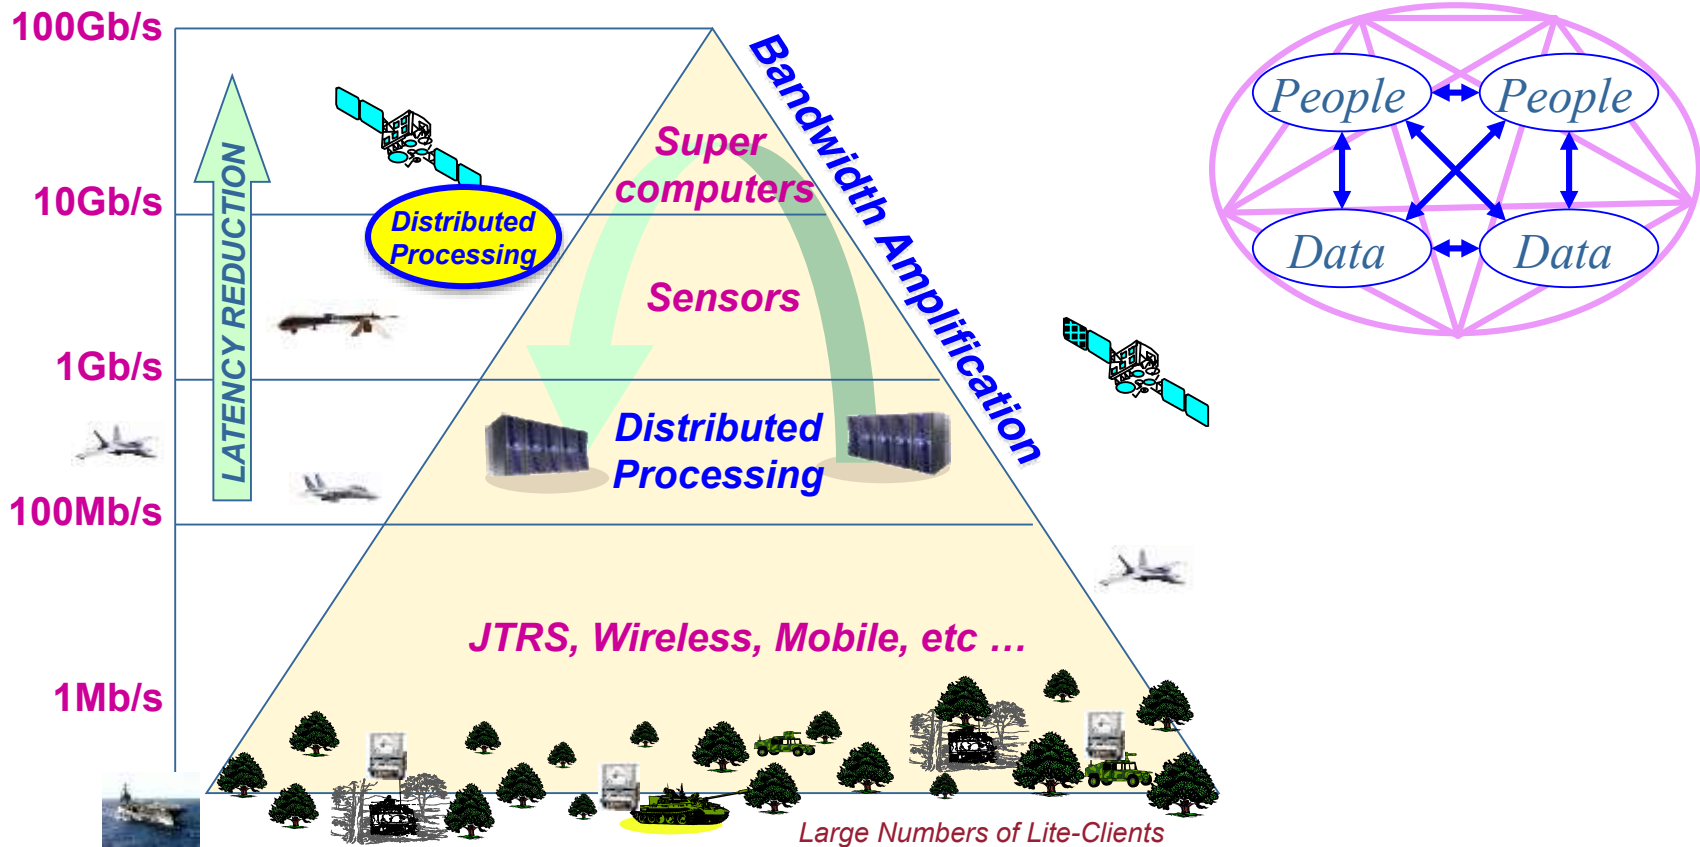 100Gb/s
10Gb/s
1Gb/s
100Mb/s
1Mb/s
LATENCY REDUCTION
Distributed
Processing
Bandwidth Amplification
Super
computers
Sensors
Distributed
Processing
JTRS, Wireless, Mobile, etc …
Large Numbers of Lite-Clients
People
People
Data
Data